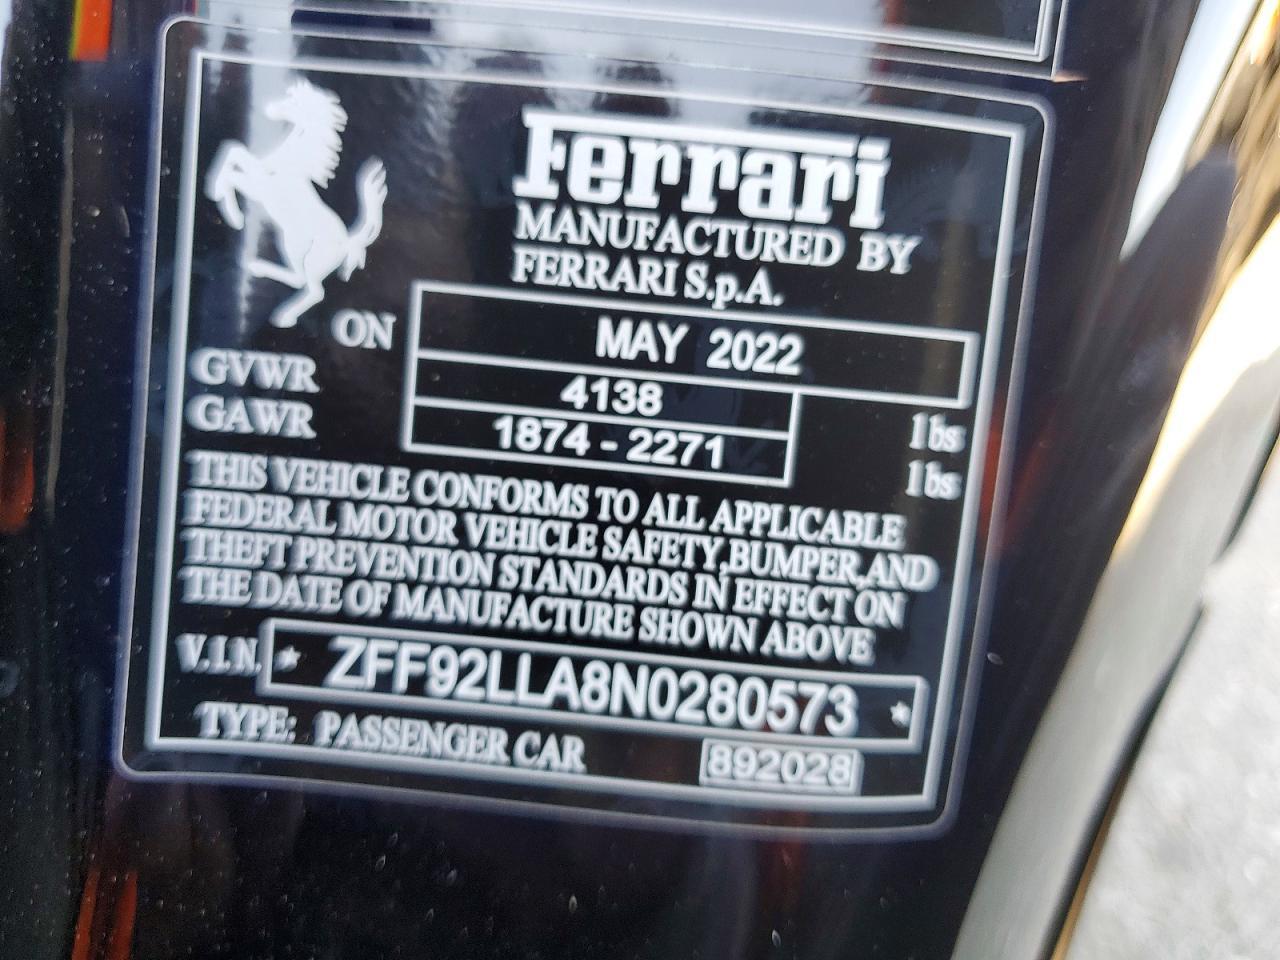 Ferrari
MANUFACTURED BY
FERRARI S.p.A.
ON MAY 2022
GVWR 4138 lbs
GAWR 1874 - 2271 lbs
THIS VEHICLE CONFORMS TO ALL APPLICABLE
FEDERAL MOTOR VEHICLE SAFETY,BUMPER,AND
THEFT PREVENTION STANDARDS IN EFFECT ON
THE DATE OF MANUFACTURE SHOWN ABOVE
V.I.N. * ZFF92LLA8N0280573 *
TYPE: PASSENGER CAR 892028